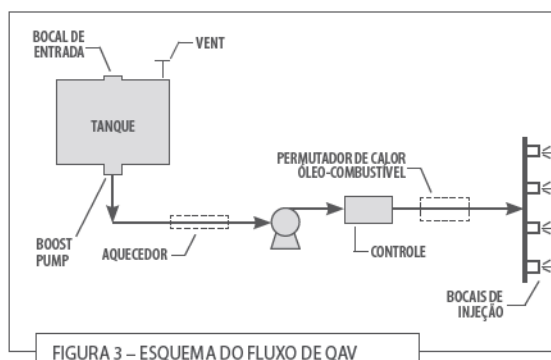 BOCAL DE
ENTRADA
VENT
TANQUE
PERMUTADOR DE CALOR
ÓLEO-COMBUSTÍVEL
BOOST
PUMP
AQUECEDOR
CONTROLE
BOCAIS DE
INJEÇÃO
FIGURA 3 – ESQUEMA DO FLUXO DE QAV